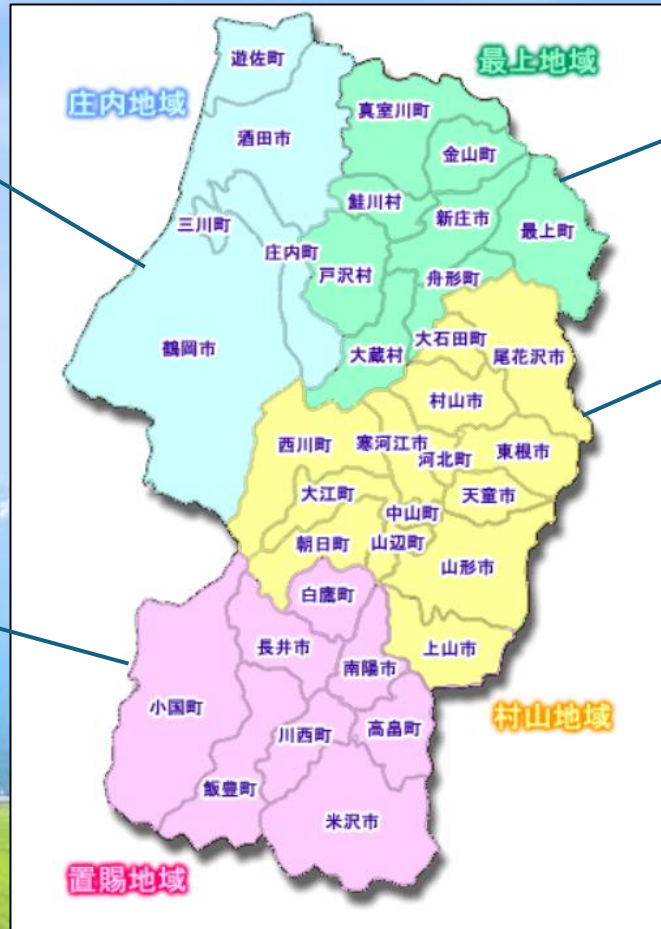 遊佐町
最上地域
庄内地域
真室川町
酒田市
金山町
鮭川村
新庄市
三川町
最上町
庄内町
戸沢村
舟形町
大石田町
鶴岡市
大蔵村
尾花沢市
村山市
西川町
寒河江市
東根市
河北町
大江町
天童市
中山町
朝日町
山辺町
山形市
白鷹町
長井市
上山市
南陽市
小国町
村山地域
川西町
高畠町
飯豊町
米沢市
置賜地域